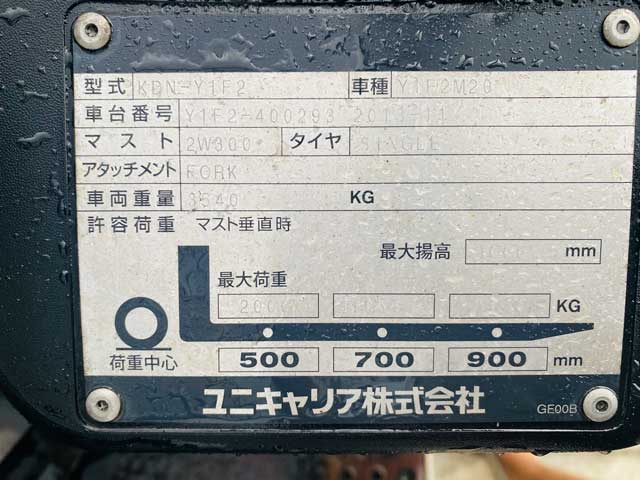 型式 KDN-Y1F2 車種 Y1F2M20
車台番号 Y1F2-400293 2013-11
マスト 2W300 タイヤ SINGLE
アタッチメント FORK
車両重量 3540 KG
許容荷重 マスト垂直時
最大揚高 mm
最大荷重
KG
荷重中心 500 700 900 mm
ユニキャリア株式会社 GE00B